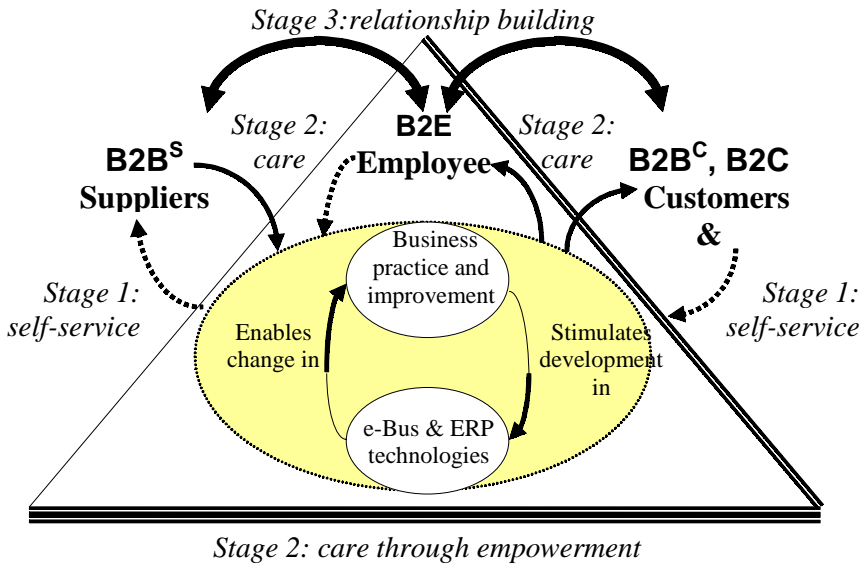 Stage 3:relationship building
Stage 2:
care
B2E
Employee
Stage 2:
care
B2Bˢ
Suppliers
B2Bᶜ, B2C
Customers
&
Stage 1:
self-service
Business
practice and
improvement
Stage 1:
self-service
Enables
change in
Stimulates
development
in
e-Bus & ERP
technologies
Stage 2: care through empowerment